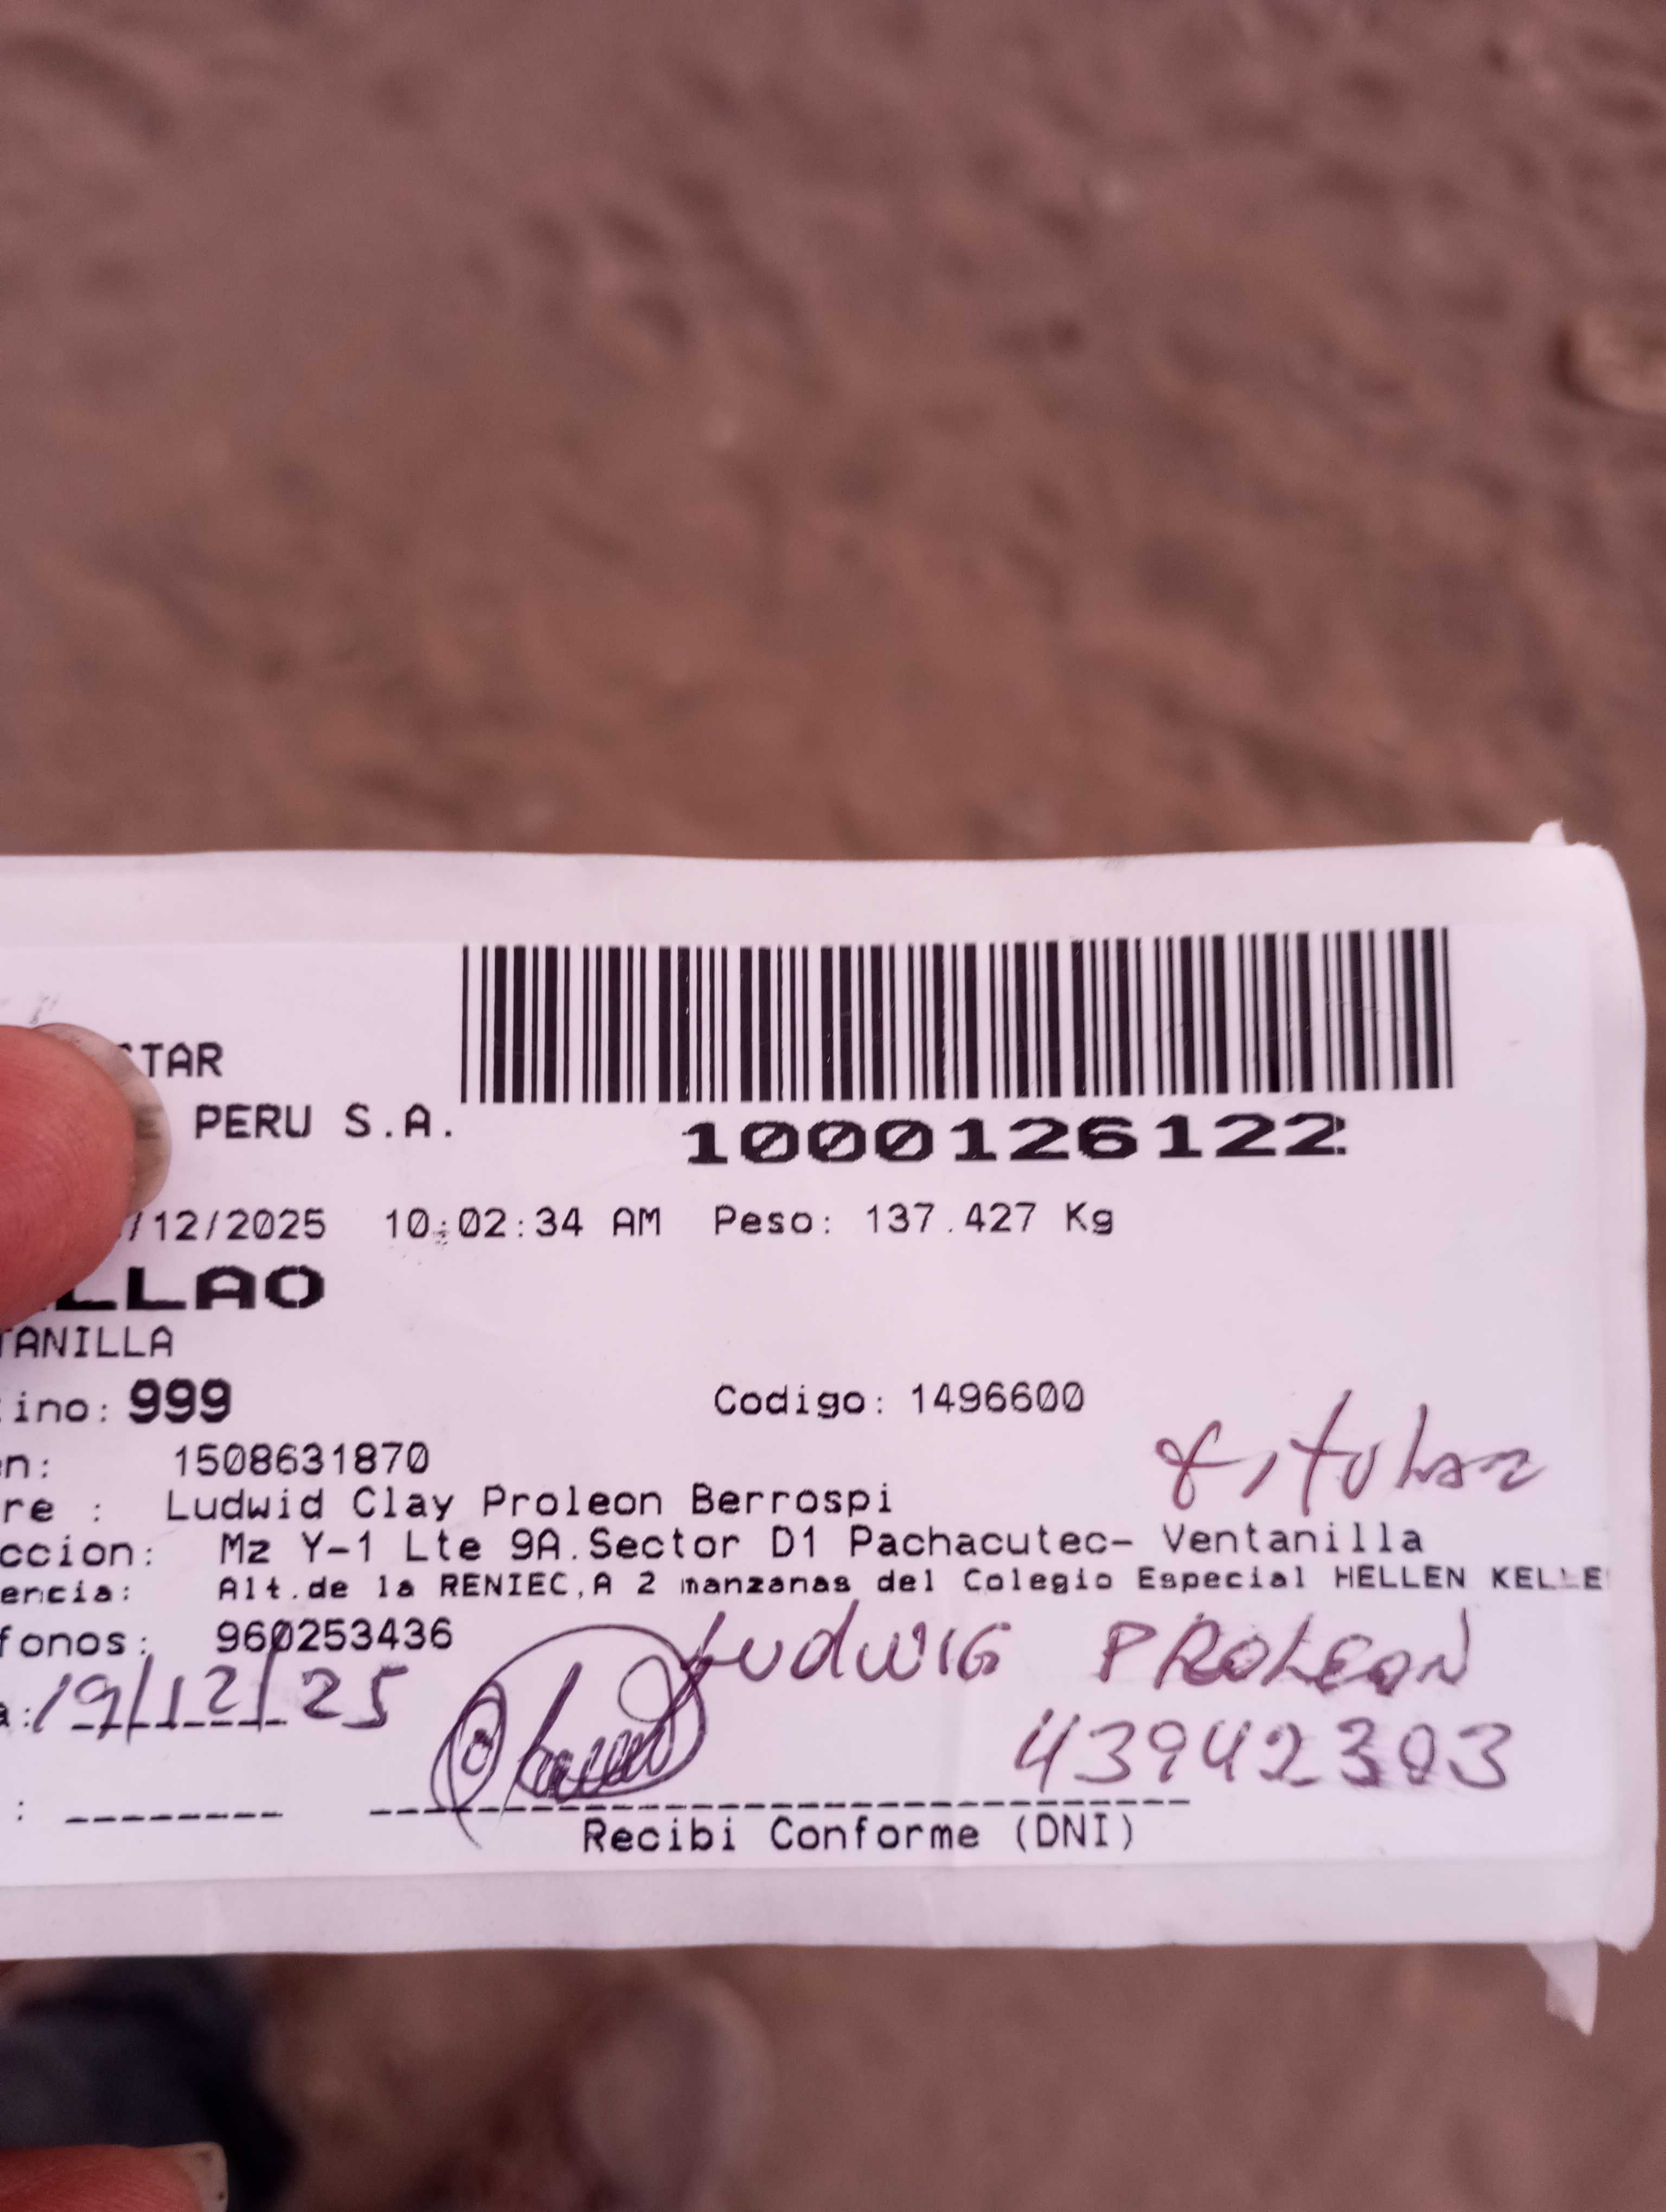 TAR
PERU S.A.
1000126122
/12/2025 10:02:34 AM Peso: 137.427 Kg
LLAO
TANILLA
ino: 999 Codigo: 1496600
n: 1508631870
titular
re : Ludwid Clay Proleon Berrospi
ccion: Mz Y-1 Lte 9A.Sector D1 Pachacutec- Ventanilla
encia: Alt.de la RENIEC,A 2 manzanas del Colegio Especial HELLEN KELLE
fonos: 960253436
LUdWIG PROLEON
a: 19/12/25
43942303
: --------
Recibi Conforme (DNI)